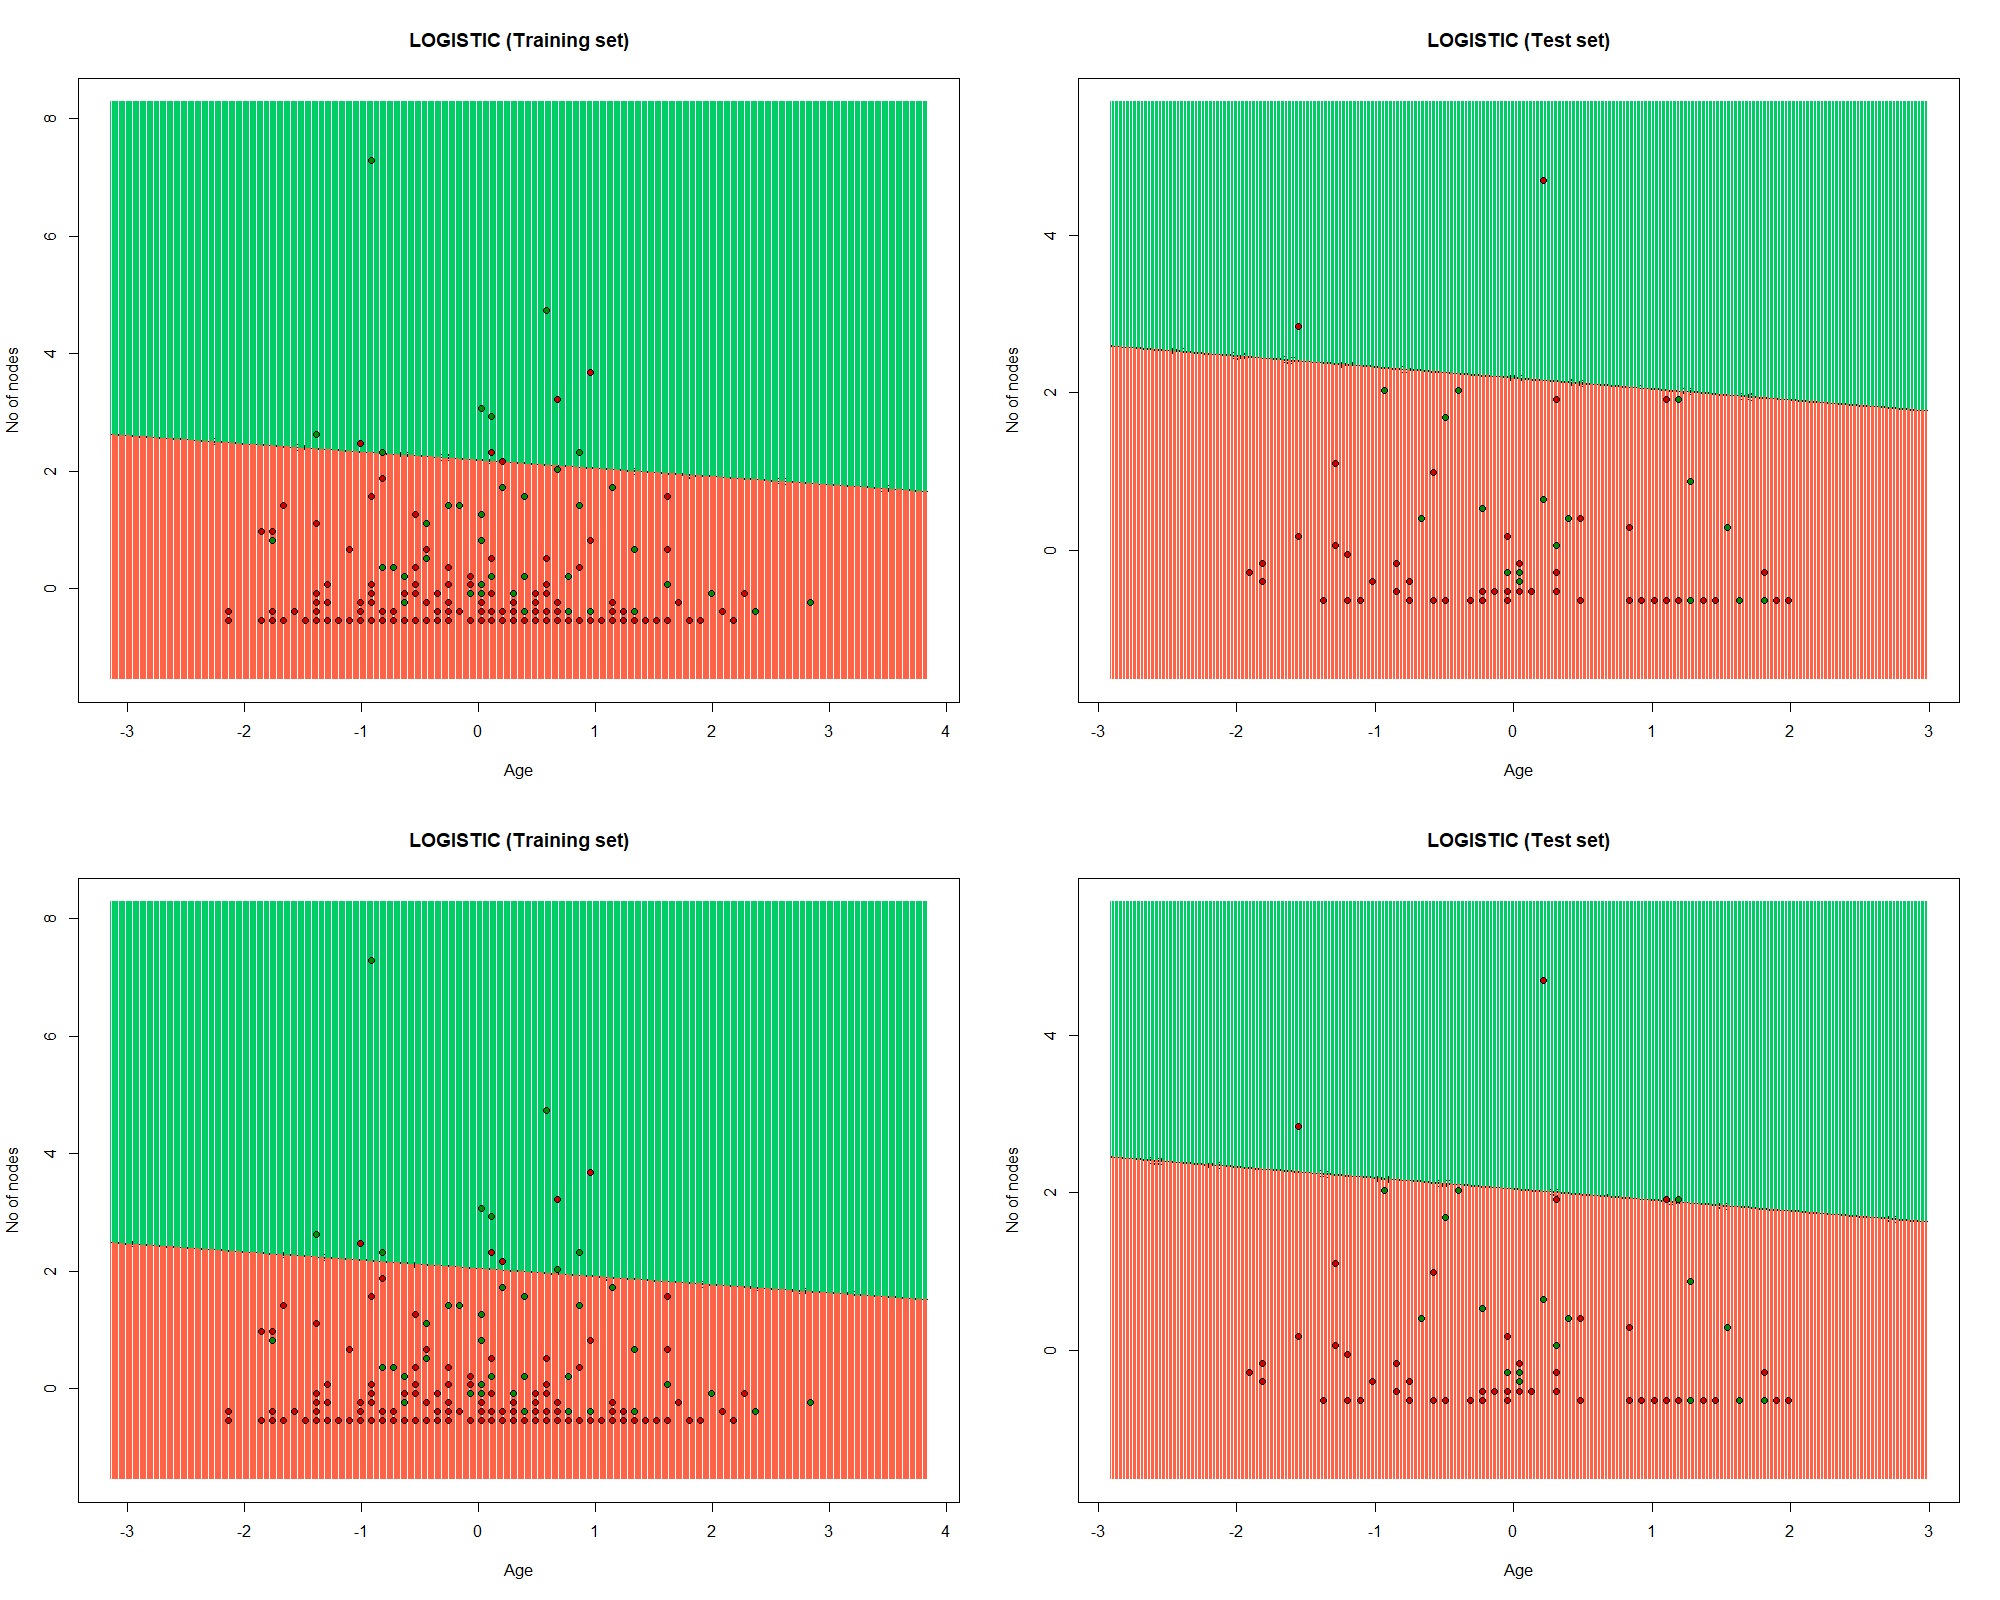 LOGISTIC (Training set)
No of nodes
8
6
4
2
0
-3 -2 -1 0 1 2 3 4
Age
LOGISTIC (Test set)
No of nodes
4
2
0
-3 -2 -1 0 1 2 3
Age
LOGISTIC (Training set)
No of nodes
8
6
4
2
0
-3 -2 -1 0 1 2 3 4
Age
LOGISTIC (Test set)
No of nodes
4
2
0
-3 -2 -1 0 1 2 3
Age